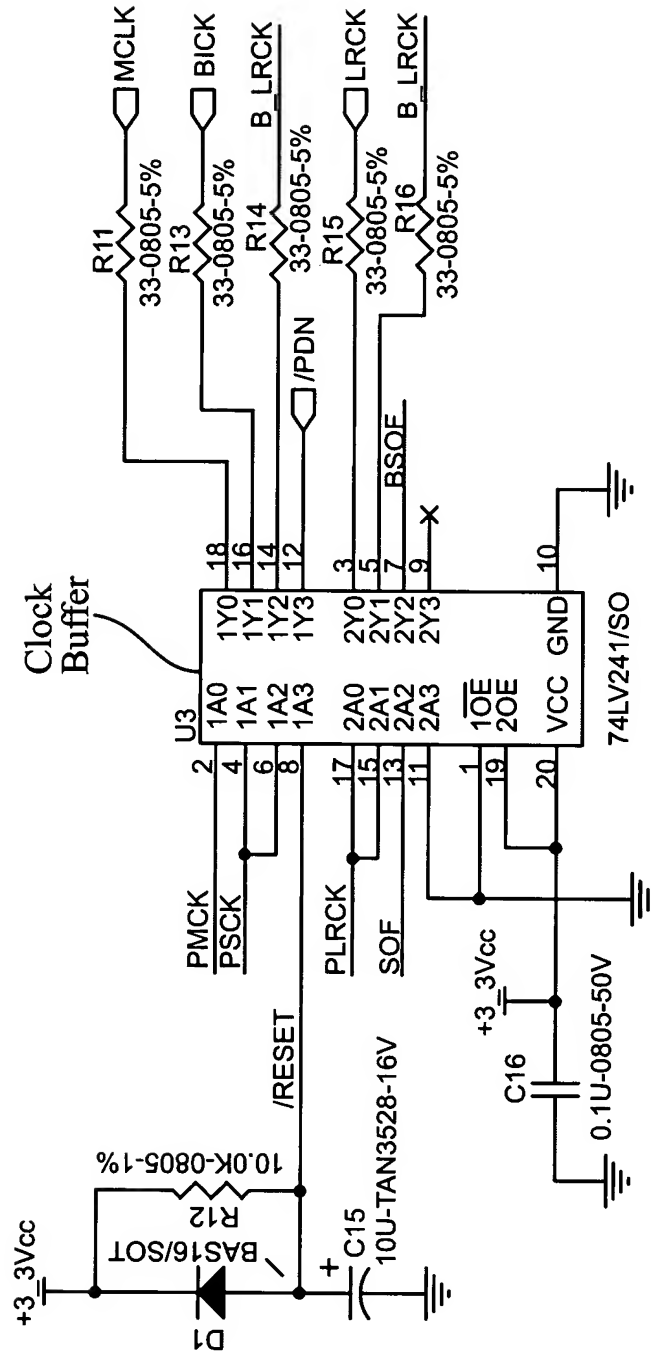 Clock
Buffer
U3
1A0
1A1
1A2
1A3
2A0
2A1
2A2
2A3
1OE
2OE
VCC
1Y0
1Y1
1Y2
1Y3
2Y0
2Y1
2Y2
2Y3
GND
74LV241/SO
2
4
6
8
17
15
13
11
1
19
20
18
16
14
12
3
5
7
9
10
PMCK
PSCK
/RESET
PLRCK
SOF
+3_3Vcc
R12
10.0K-0805-1%
D1
BAS16/SOT
+
C15
10U-TAN3528-16V
+3_3Vcc
C16
0.1U-0805-50V
R11
33-0805-5%
MCLK
R13
33-0805-5%
BICK
R14
33-0805-5%
B_LRCK
/PDN
R15
33-0805-5%
LRCK
R16
33-0805-5%
B_LRCK
BSOF